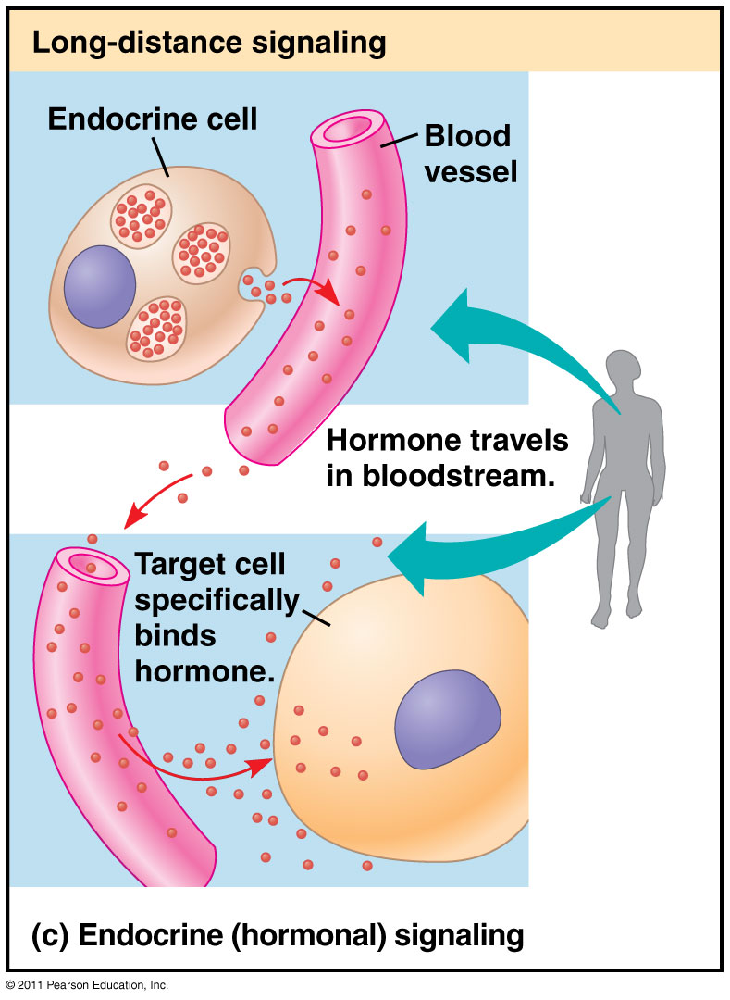 Long-distance signaling
Endocrine cell
Blood
vessel
Hormone travels
in bloodstream.
Target cell
specifically
binds
hormone.
(c) Endocrine (hormonal) signaling
© 2011 Pearson Education, Inc.